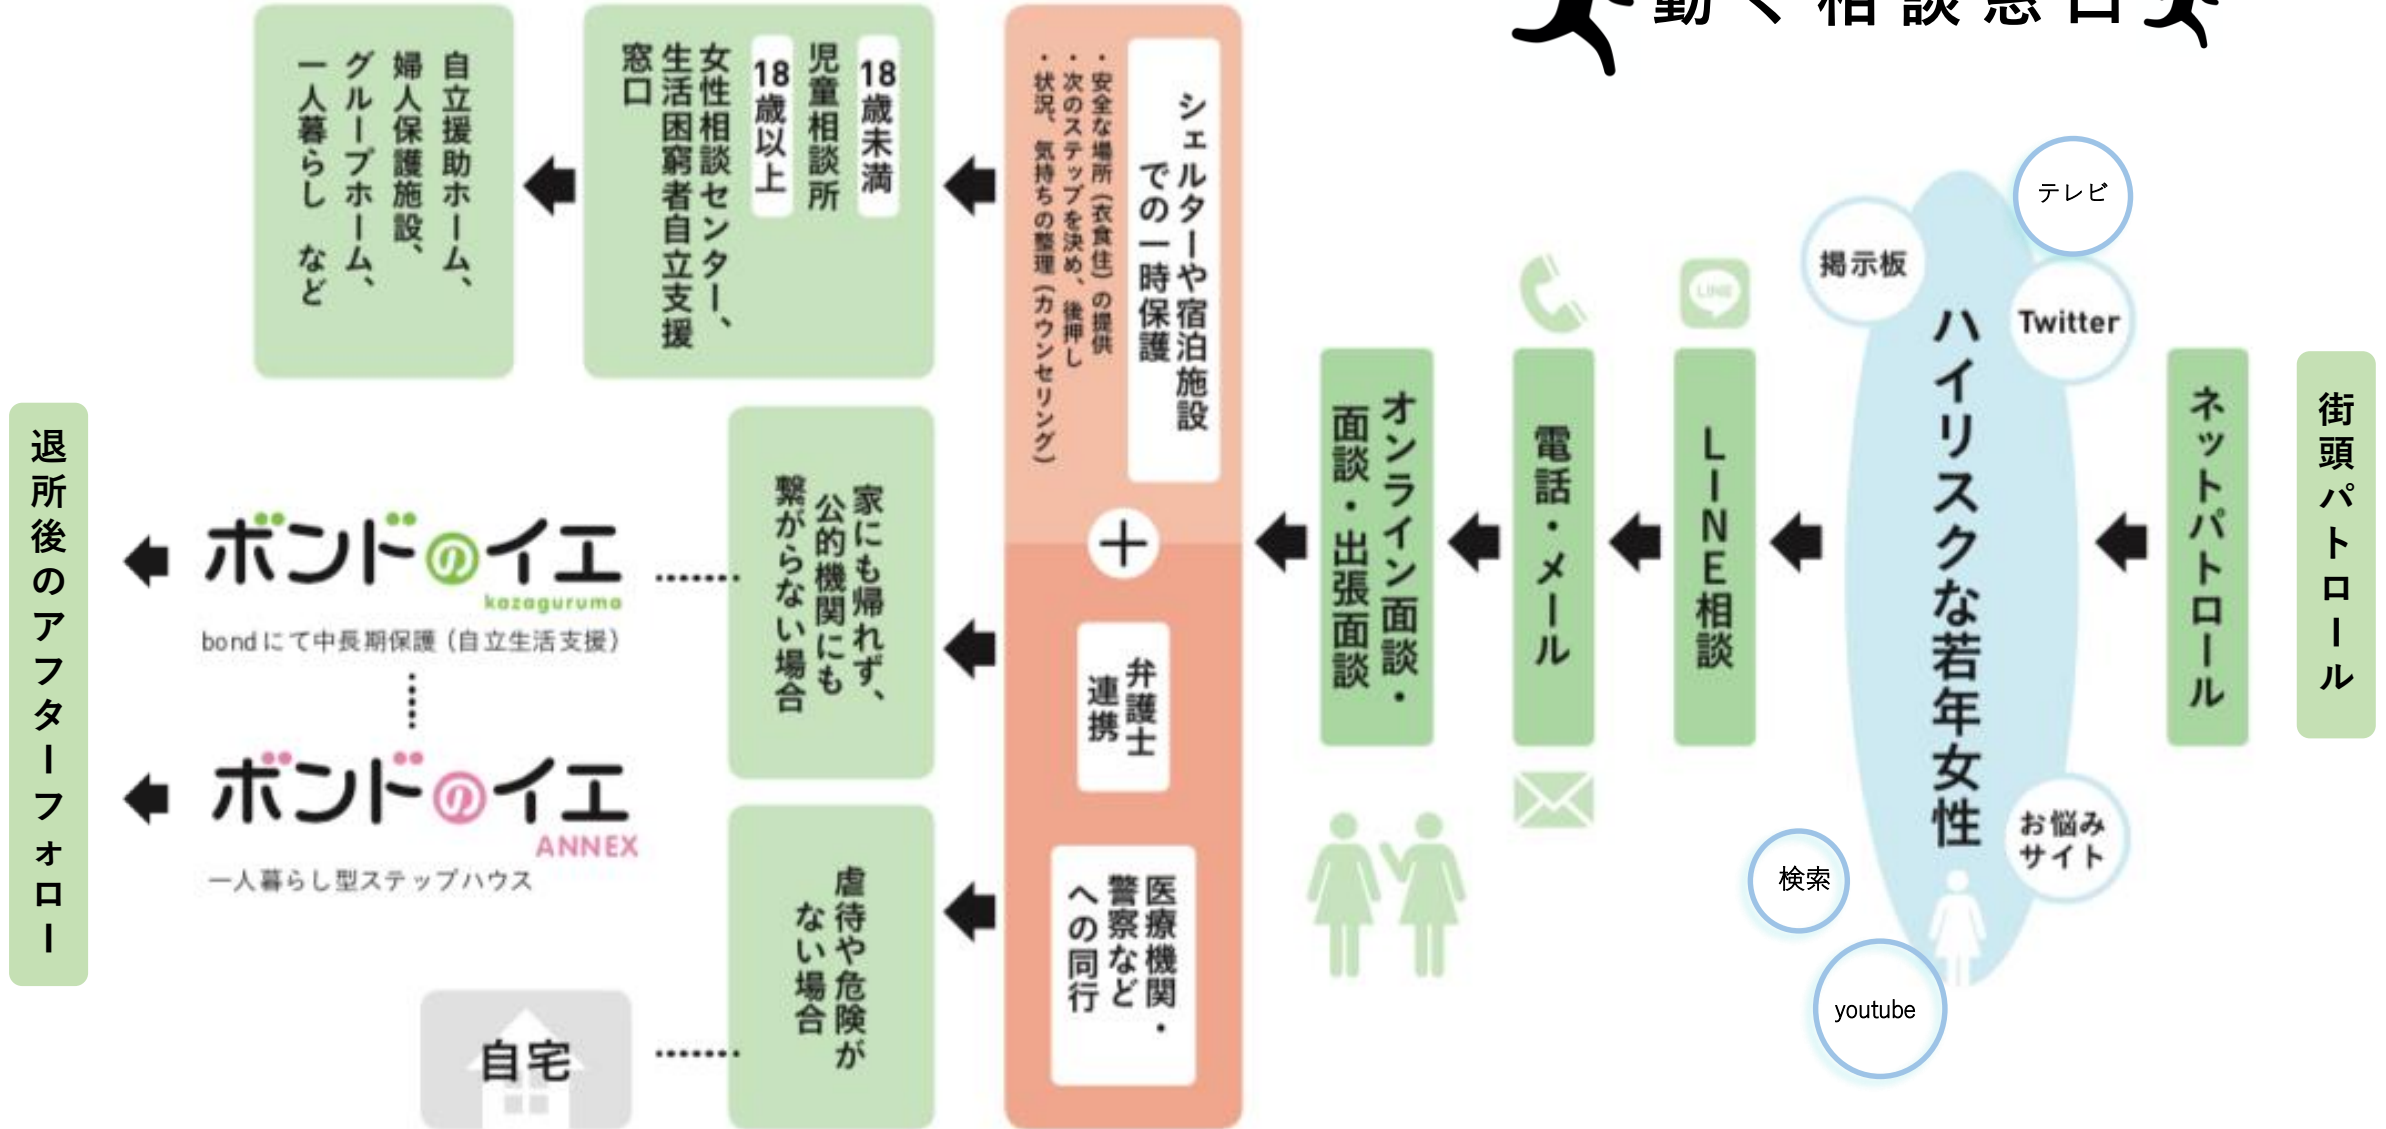 動く相談窓口
街頭パトロール
ネットパトロール
テレビ
掲示板
Twitter
ハイリスクな若年女性
お悩み
サイト
検索
youtube
LINE
LINE相談
電話・メール
オンライン面談・
面談・出張面談
シェルターや宿泊施設
での一時保護
・安全な場所（衣食住）の提供
・次のステップを決め、後押し
・状況、気持ちの整理（カウンセリング）
＋
弁護士
連携
医療機関・
警察など
への同行
18歳未満
児童相談所
18歳以上
女性相談センター、
生活困窮者自立支援
窓口
自立援助ホーム、
婦人保護施設、
グループホーム、
一人暮らし など
家にも帰れず、
公的機関にも
繋がらない場合
ボンドのイエ
kazaguruma
bondにて中長期保護（自立生活支援）
ボンドのイエ
ANNEX
一人暮らし型ステップハウス
虐待や危険が
ない場合
自宅
退所後のアフターフォロー